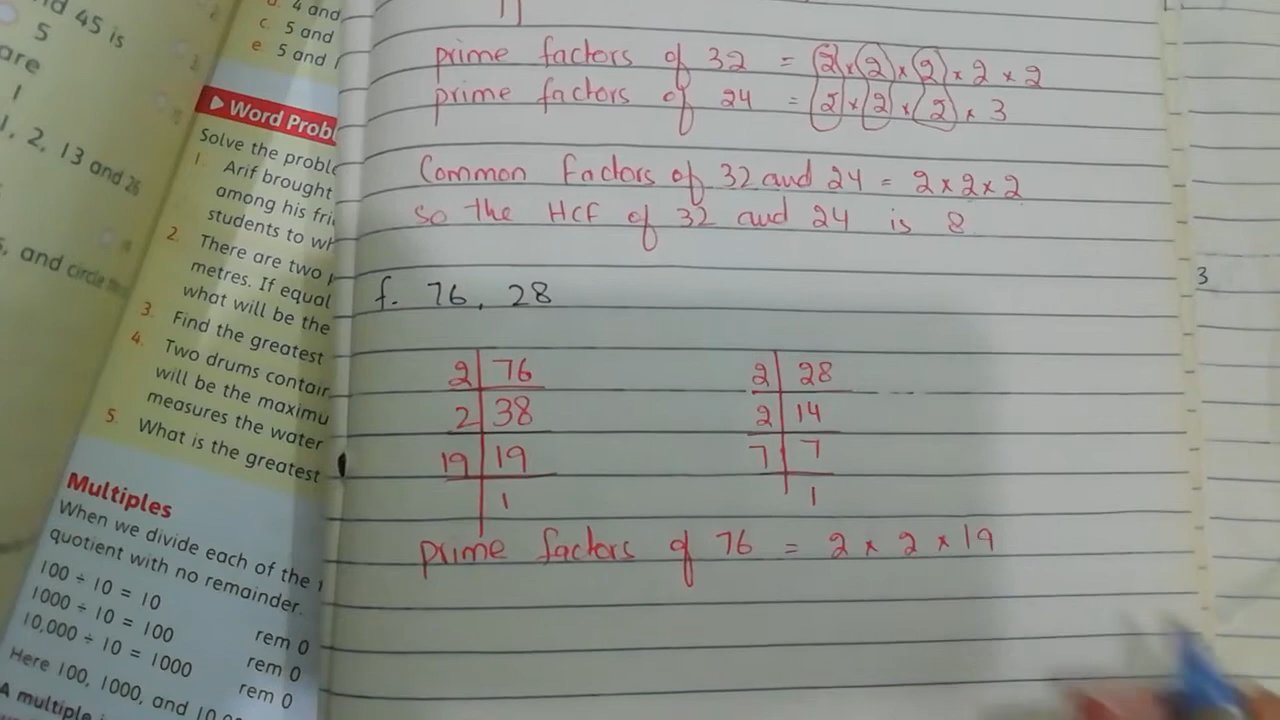 45 is
5
are
1
1, 2, 13 and 26
and circle
4 and
c. 5 and
e. 5 and
▶ Word Probl
Solve the proble
1. Arif brought
among his fri
students to wh
2. There are two
metres. If equal
what will be the
3. Find the greatest
4. Two drums contain
will be the maximu
measures the water
5. What is the greatest
Multiples
When we divide each of the
quotient with no remainder.
100 ÷ 10 = 10 rem 0
1000 ÷ 10 = 100 rem 0
10,000 ÷ 10 = 1000 rem 0
Here 100, 1000, and
A multiple
prime factors of 32 = 2 × 2 × 2 × 2 × 2
prime factors of 24 = 2 × 2 × 2 × 3
Common Factors of 32 and 24 = 2 × 2 × 2
so the HCF of 32 and 24 is 8
f. 76, 28
2 76
2 38
19 19
1
2 28
2 14
7 7
1
prime factors of 76 = 2 × 2 × 19
3